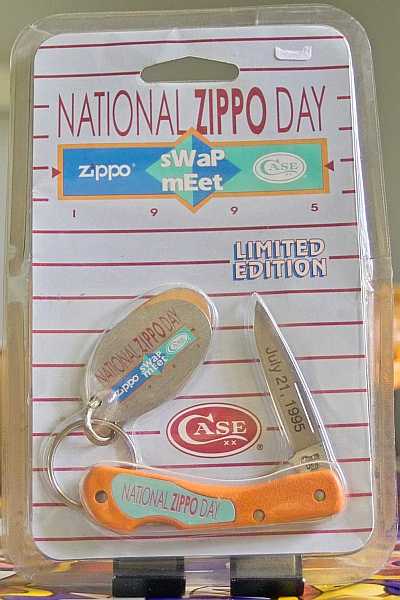 NATIONAL ZIPPO DAY
zippo® sWaP mEet CASE
1 9 9 5
LIMITED EDITION
NATIONAL ZIPPO DAY
zippo sWaP mEet CASE
July 21, 1995
CASE XX ®
NATIONAL ZIPPO DAY